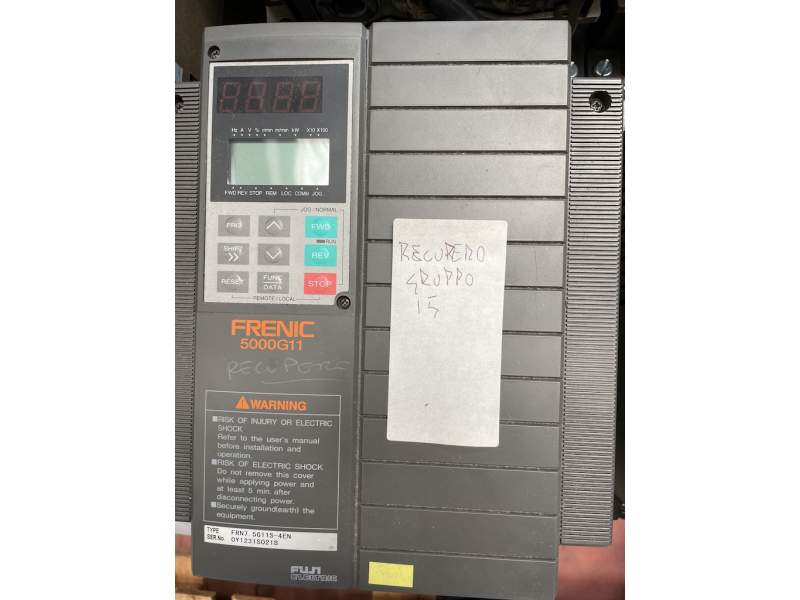 Hz A V % r/min m/min kW X10 X100
FWD REV STOP REM LOC COMM JOG
JOG/NORMAL
PRG
FWD
RUN
SHIFT
REV
RESET
FUNC
DATA
STOP
REMOTE/LOCAL
FRENIC
5000G11
RECUPERO
WARNING
RISK OF INJURY OR ELECTRIC
SHOCK
Refer to the user's manual
before installation and
operation.
RISK OF ELECTRIC SHOCK
Do not remove this cover
while applying power and
at least 5 min. after
disconnecting power.
Securely ground(earth) the
equipment.
TYPE FRN7.5G11S-4EN
SER.No. 0Y1231S021S
FUJI
ELECTRIC
RECUPERO
GRUPPO
15